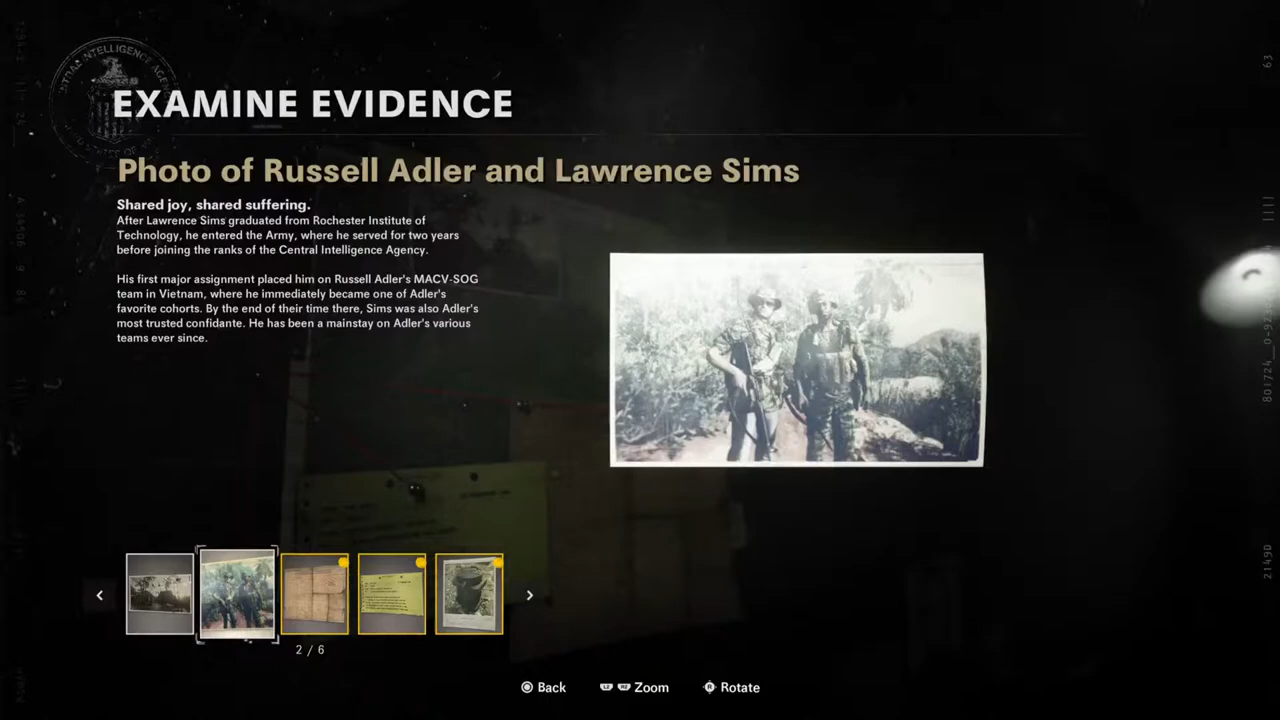 EXAMINE EVIDENCE
Photo of Russell Adler and Lawrence Sims
Shared joy, shared suffering.
After Lawrence Sims graduated from Rochester Institute of
Technology, he entered the Army, where he served for two years
before joining the ranks of the Central Intelligence Agency.
His first major assignment placed him on Russell Adler's MACV-SOG
team in Vietnam, where he immediately became one of Adler's
favorite cohorts. By the end of their time there, Sims was also Adler's
most trusted confidante. He has been a mainstay on Adler's various
teams ever since.
2 / 6
Back
Zoom
Rotate
63
2149D